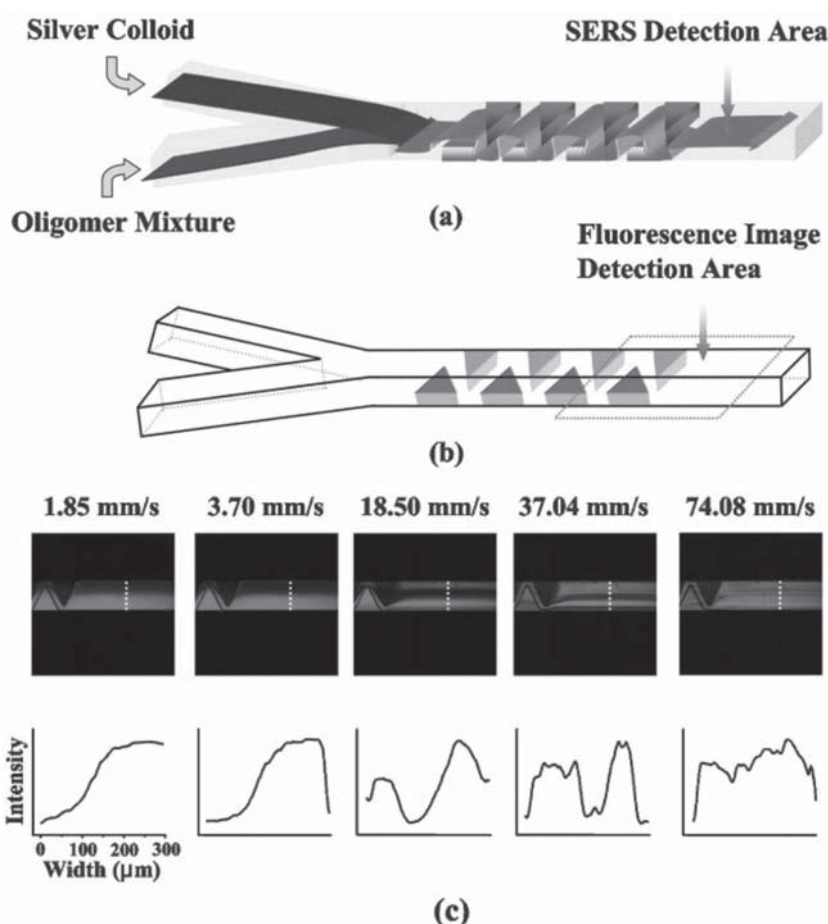 Silver Colloid
SERS Detection Area
Oligomer Mixture
(a)
Fluorescence Image
Detection Area
(b)
1.85 mm/s 3.70 mm/s 18.50 mm/s 37.04 mm/s 74.08 mm/s
Intensity
0 100 200 300
Width (μm)
(c)